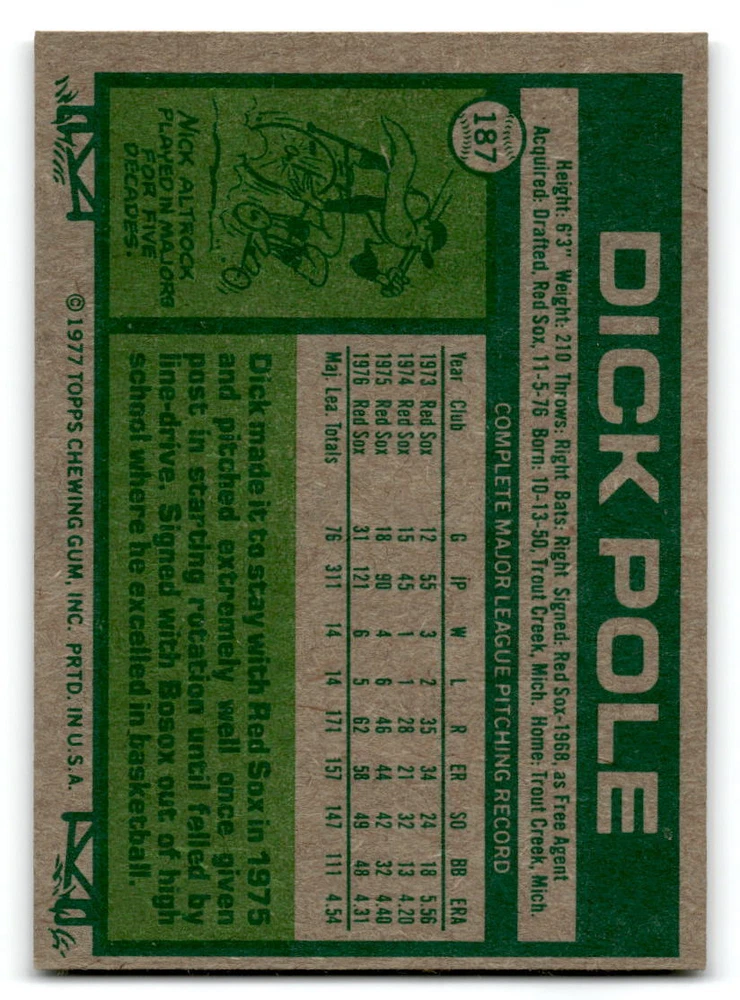 187
DICK POLE
Height: 6'3" Weight: 210 Throws: Right Bats: Right Signed: Red Sox-1968, as Free Agent
Acquired: Drafted, Red Sox, 11-5-76 Born: 10-13-50, Trout Creek, Mich. Home: Trout Creek, Mich.
COMPLETE MAJOR LEAGUE PITCHING RECORD
Year Club G IP W L R ER SO BB ERA
1973 Red Sox 12 55 3 2 35 34 24 18 5.56
1974 Red Sox 15 45 1 1 28 21 32 13 4.20
1975 Red Sox 18 90 4 6 46 44 42 32 4.40
1976 Red Sox 31 121 6 5 62 58 49 48 4.31
Maj. Lea. Totals 76 311 14 14 171 157 147 111 4.54
NICK ALTROCK
PLAYED IN MAJORS
FOR FIVE
DECADES.
Dick made it to stay with Red Sox in 1975
and pitched extremely well once given
post in starting rotation until felled by
line-drive. Signed with Bosox out of high
school where he excelled in basketball.
©1977 TOPPS CHEWING GUM, INC. PRTD. IN U.S.A.